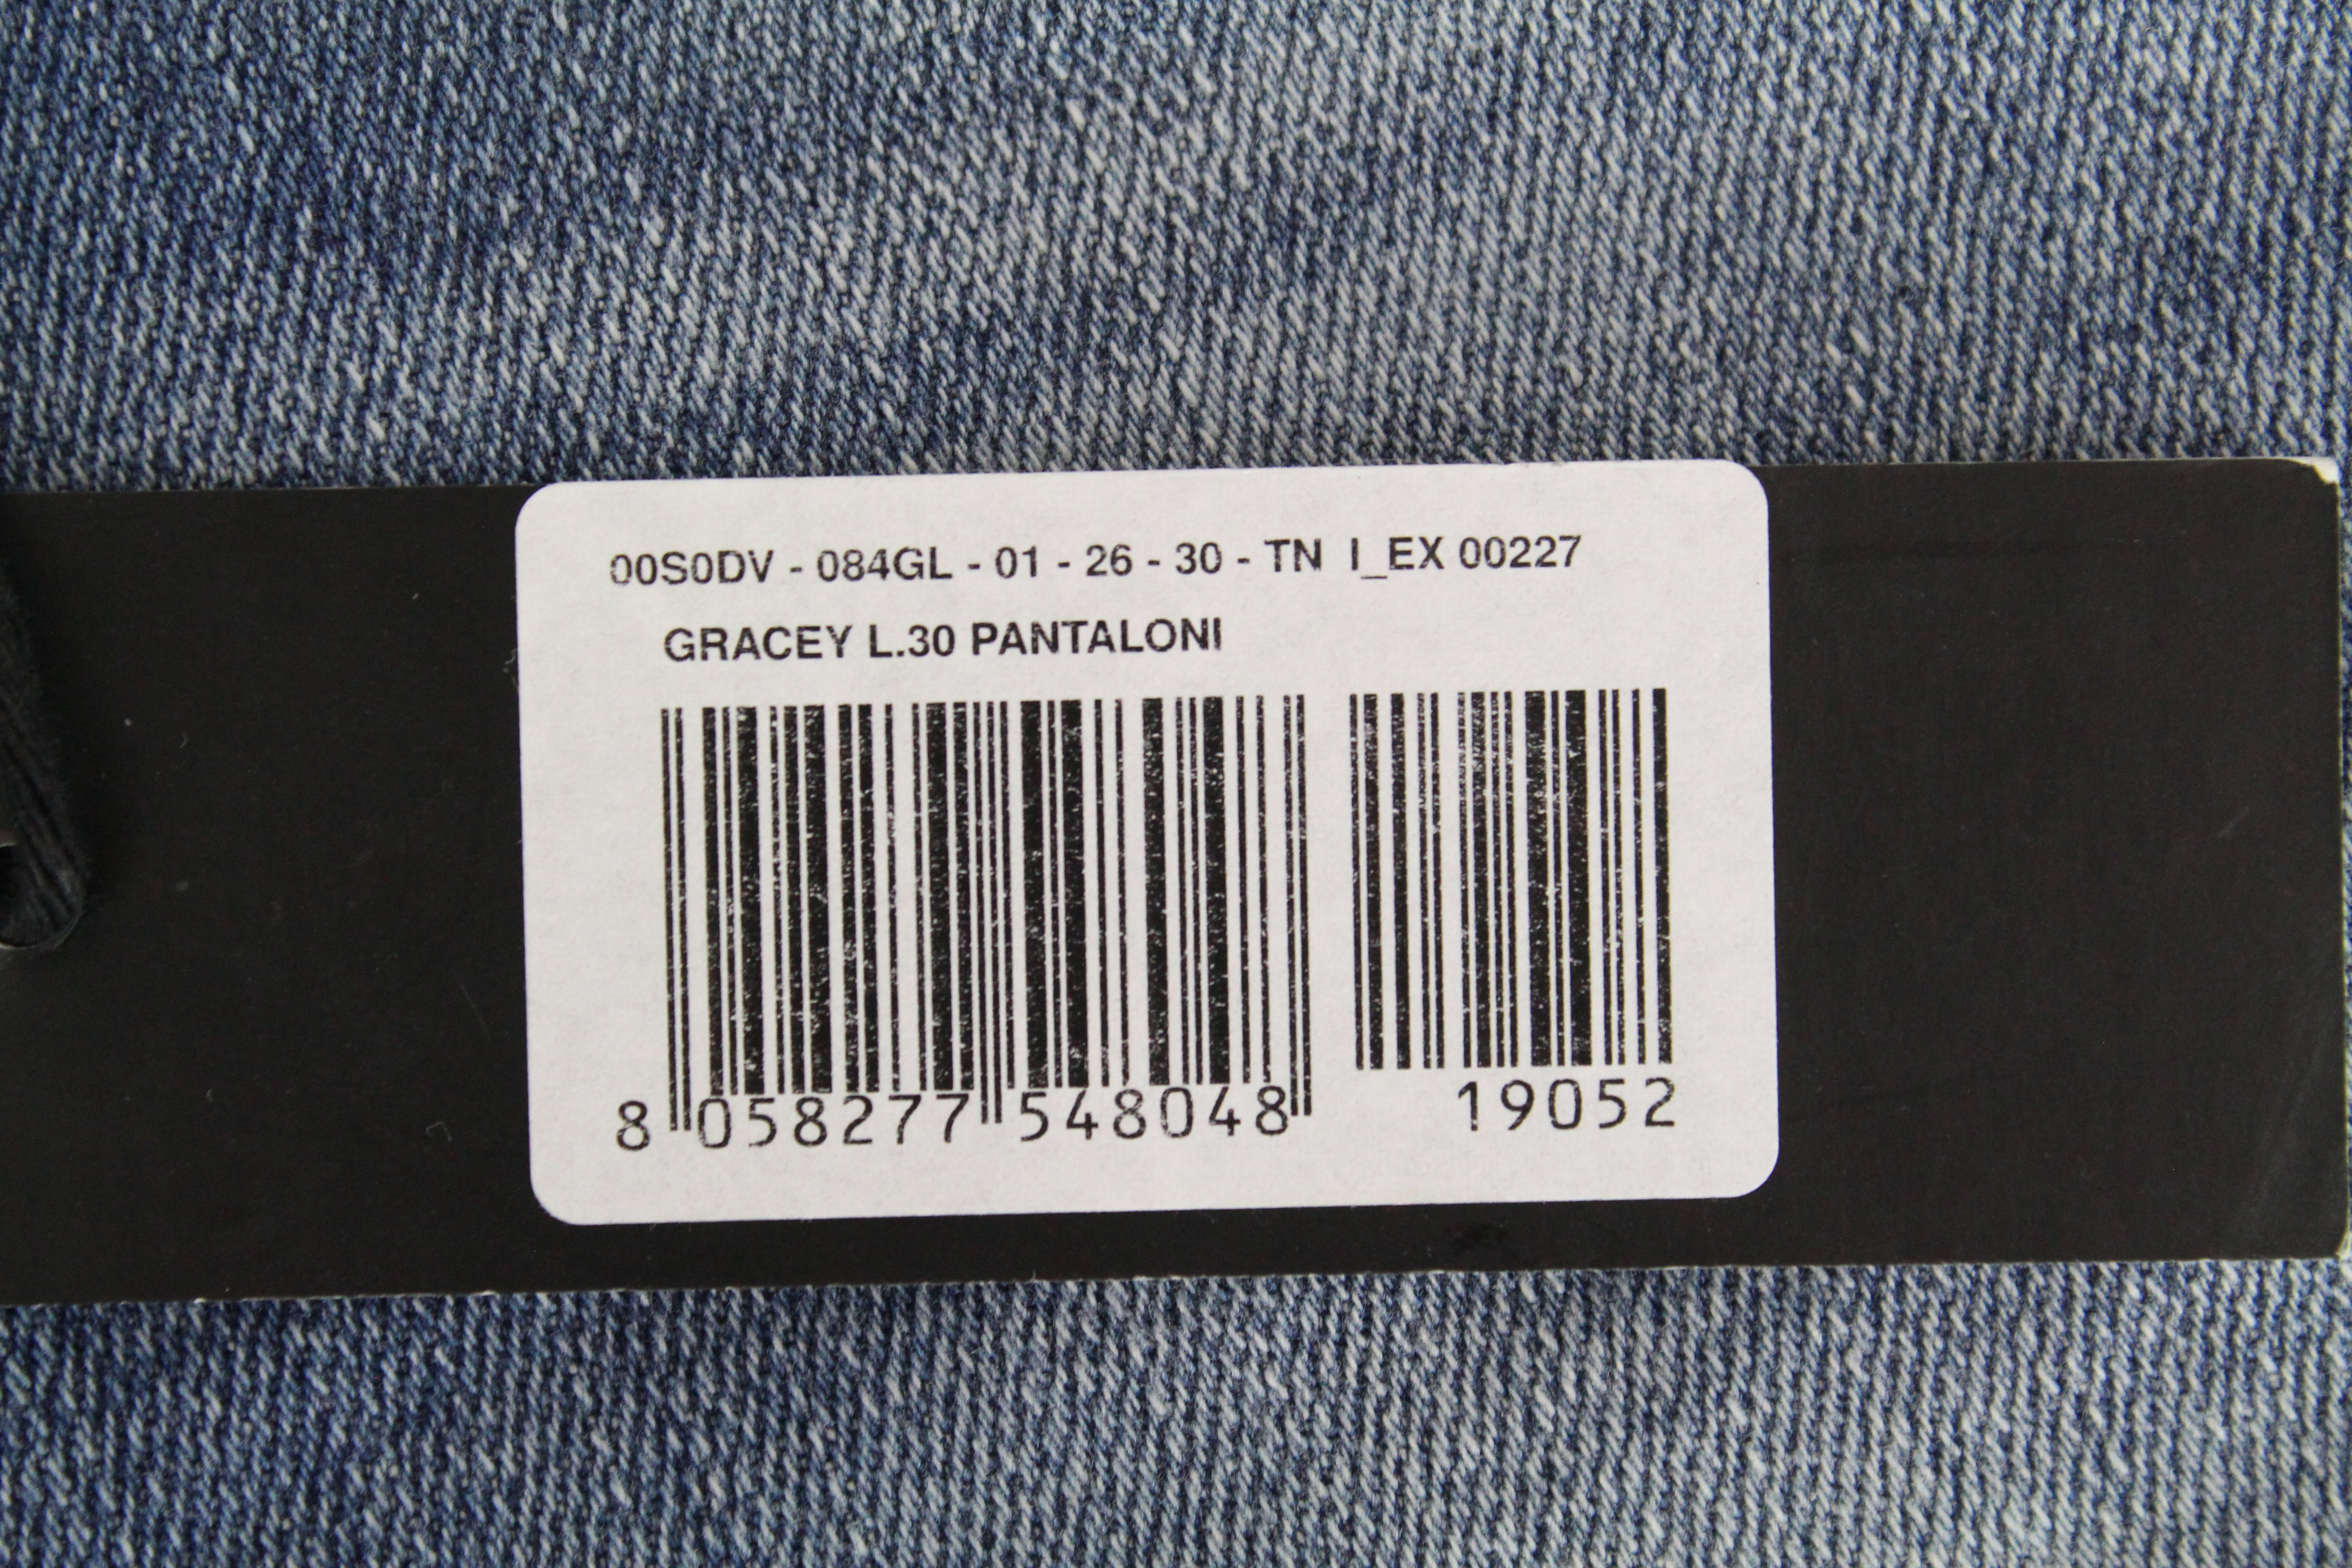 00S0DV - 084GL - 01 - 26 - 30 - TN I_EX 00227
GRACEY L.30 PANTALONI
8 058277 548048 19052